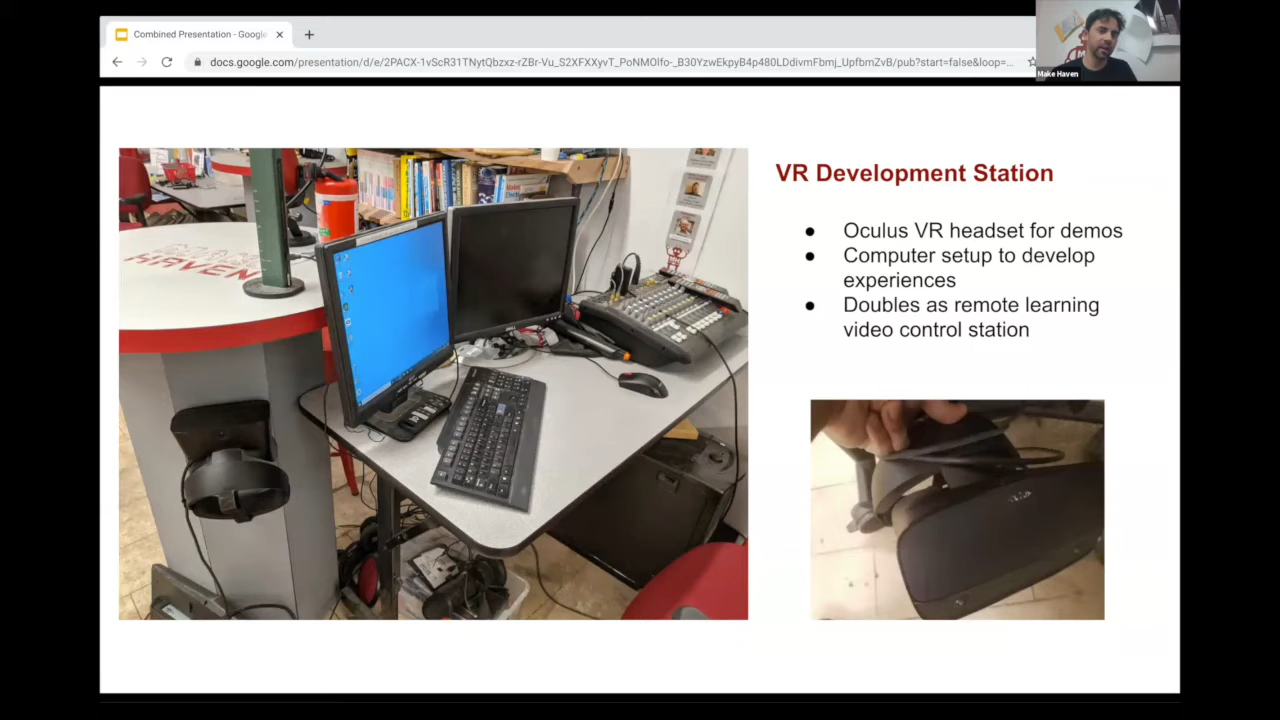 Combined Presentation - Google
docs.google.com/presentation/d/e/2PACX-1vScR31TNytQbzxz-rZBr-Vu_S2XFXXyvT_PoNMOlfo-_B30YzwEkpyB4p480LDdivmFbmj_UpfbmZvB/pub?start=false&loop=...
Make Haven
VR Development Station
● Oculus VR headset for demos
● Computer setup to develop
experiences
● Doubles as remote learning
video control station
HAVEN
DELL